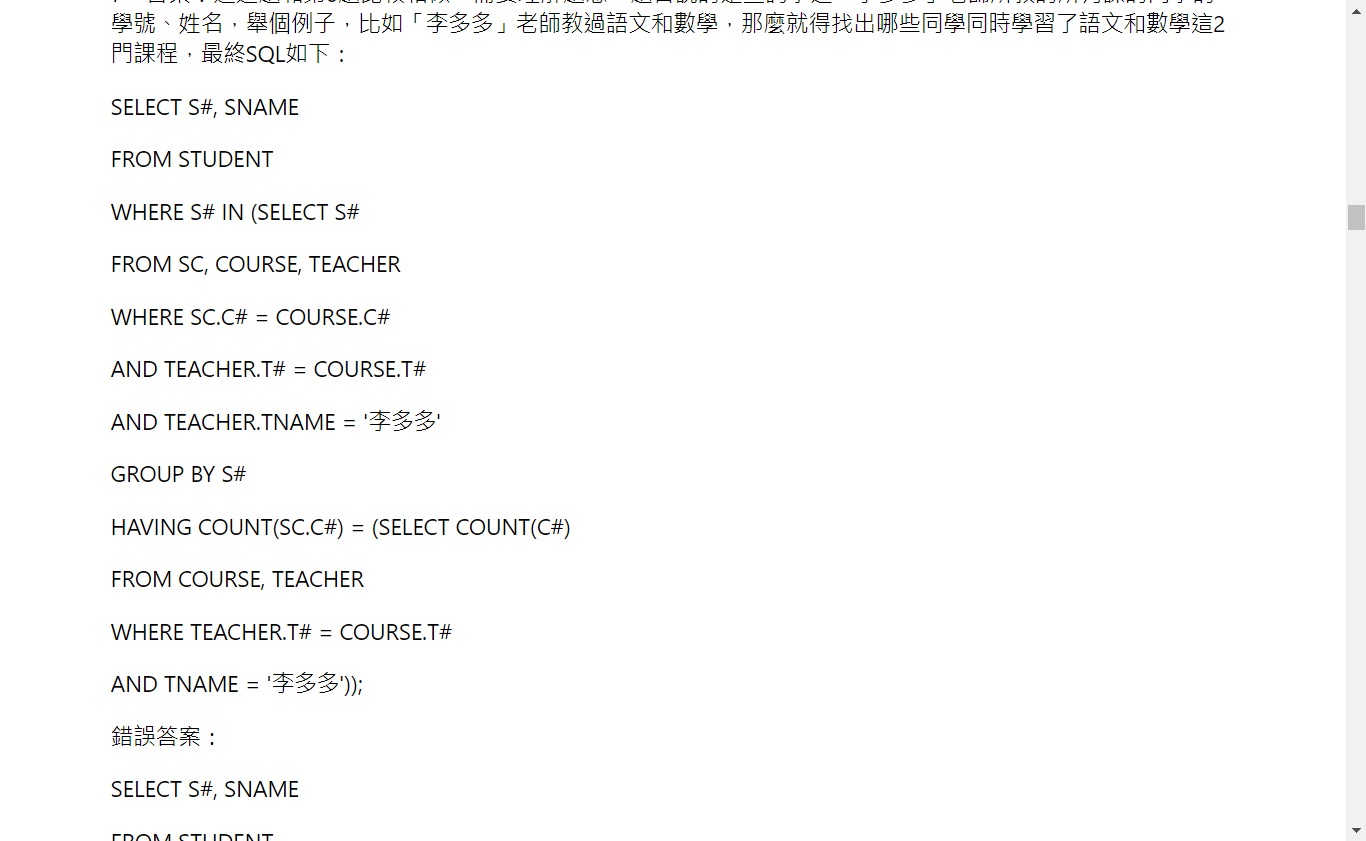 學號、姓名，舉個例子，比如「李多多」老師教過語文和數學，那麼就得找出哪些同學同時學習了語文和數學這2
門課程，最終SQL如下：
SELECT S#, SNAME
FROM STUDENT
WHERE S# IN (SELECT S#
FROM SC, COURSE, TEACHER
WHERE SC.C# = COURSE.C#
AND TEACHER.T# = COURSE.T#
AND TEACHER.TNAME = '李多多'
GROUP BY S#
HAVING COUNT(SC.C#) = (SELECT COUNT(C#)
FROM COURSE, TEACHER
WHERE TEACHER.T# = COURSE.T#
AND TNAME = '李多多'));
錯誤答案：
SELECT S#, SNAME
FROM STUDENT